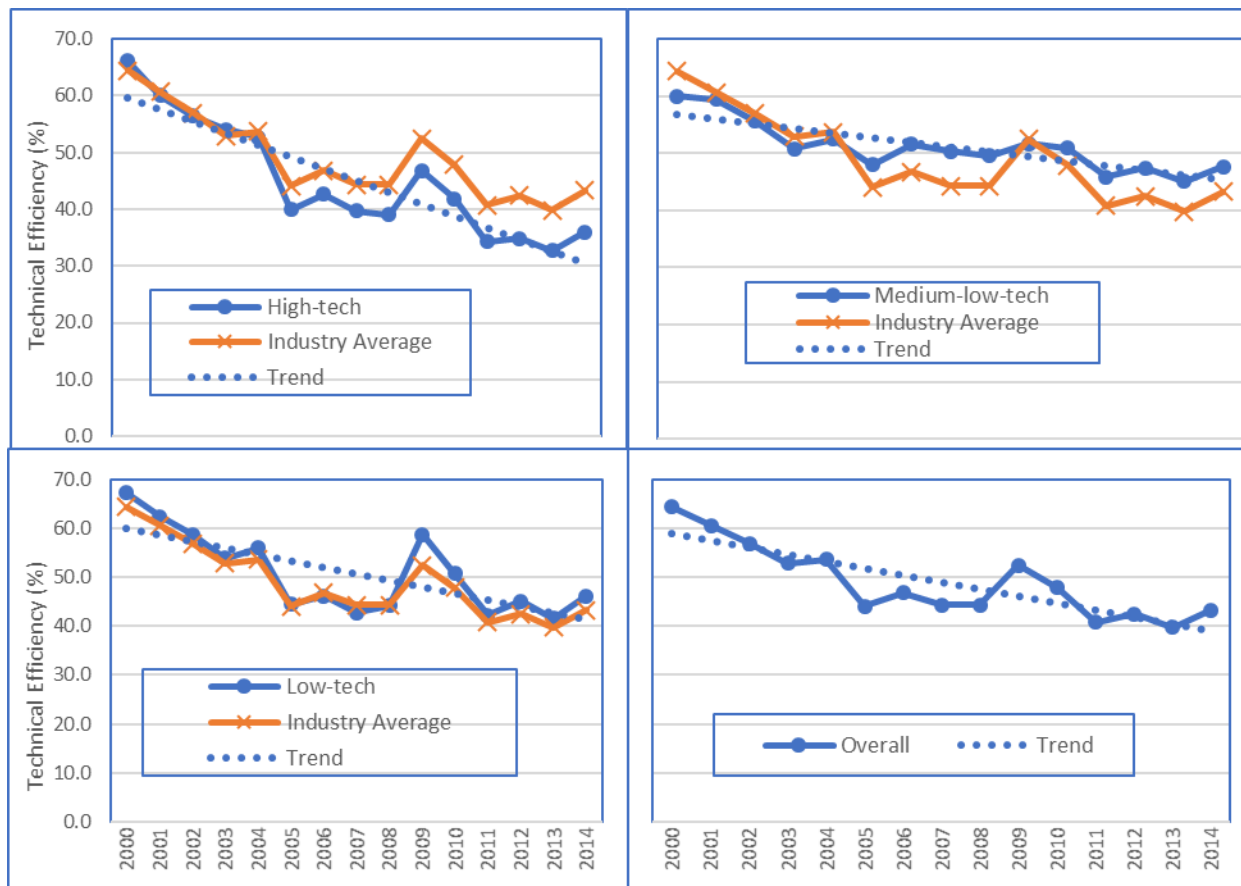 Technical Efficiency (%)
70.0
60.0
50.0
40.0
30.0
20.0
10.0
0.0
High-tech
Industry Average
Trend
Medium-low-tech
Industry Average
Trend
Technical Efficiency (%)
70.0
60.0
50.0
40.0
30.0
20.0
10.0
0.0
Low-tech
Industry Average
Trend
2000 2001 2002 2003 2004 2005 2006 2007 2008 2009 2010 2011 2012 2013 2014
Overall Trend
2000 2001 2002 2003 2004 2005 2006 2007 2008 2009 2010 2011 2012 2013 2014